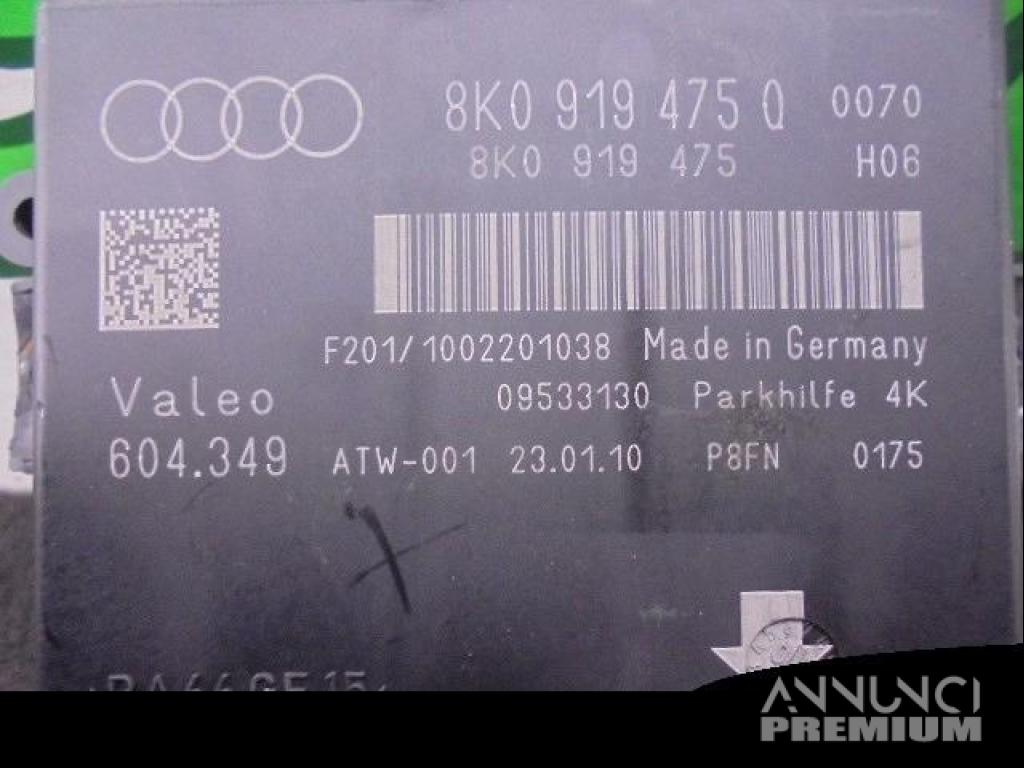 8K0 919 475 Q 0070
8K0 919 475 H06
F201/1002201038 Made in Germany
Valeo 09533130 Parkhilfe 4K
604.349 ATW-001 23.01.10 P8FN 0175
ANNUNCI
PREMIUM